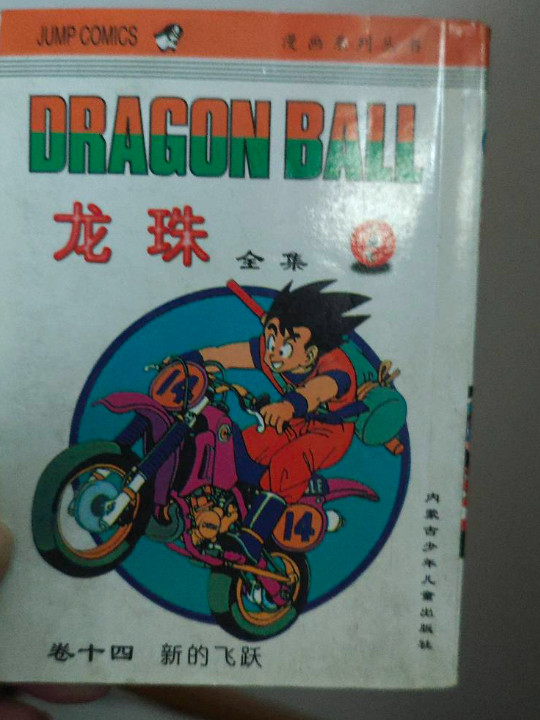 JUMP COMICS
漫画系列丛书
DRAGON BALL
龙珠
全集
14
14
内蒙古少年儿童出版社
卷十四 新的飞跃